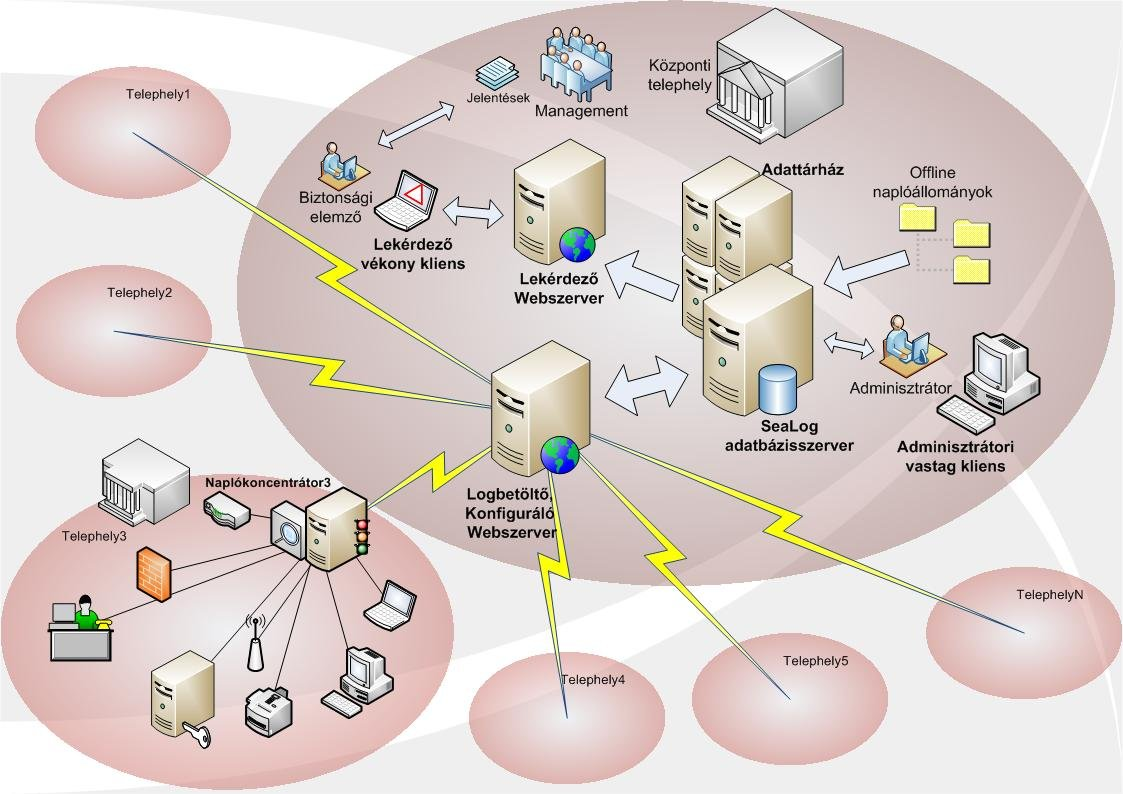 Telephely1
Jelentések
Management
Központi
telephely
Biztonsági
elemző
Lekérdező
vékony kliens
Lekérdező
Webszerver
Adattárház
Offline
naplóállományok
Telephely2
Adminisztrátor
SeaLog
adatbázisszerver
Adminisztrátori
vastag kliens
Logbetöltő,
Konfiguráló
Webszerver
Naplókoncentrátor3
Telephely3
Telephely4
Telephely5
TelephelyN